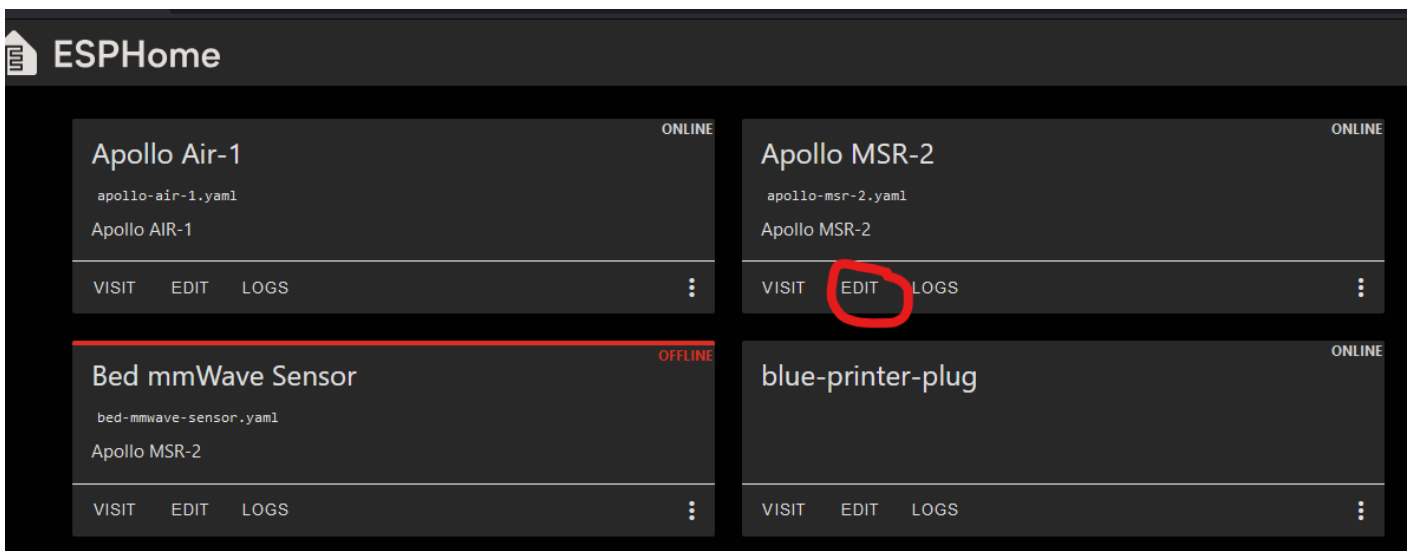 ESPHome
ONLINE
Apollo Air-1
apollo-air-1.yaml
Apollo AIR-1
VISIT EDIT LOGS
ONLINE
Apollo MSR-2
apollo-msr-2.yaml
Apollo MSR-2
VISIT EDIT LOGS
OFFLINE
Bed mmWave Sensor
bed-mmwave-sensor.yaml
Apollo MSR-2
VISIT EDIT LOGS
ONLINE
blue-printer-plug
VISIT EDIT LOGS